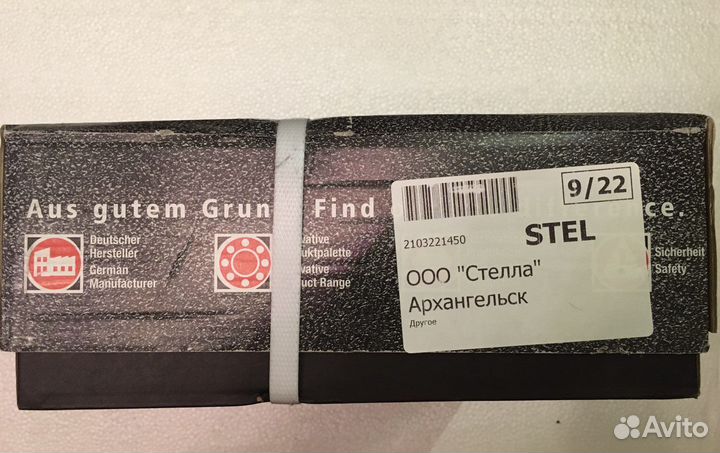 Aus gutem Grun Find ence.
Deutscher
Hersteller
German
Manufacturer
vative
uktpalette
vative
uct Range
Sicherheit
Safety
9/22
2103221450
STEL
ООО "Стелла"
Архангельск
Другое
Avito